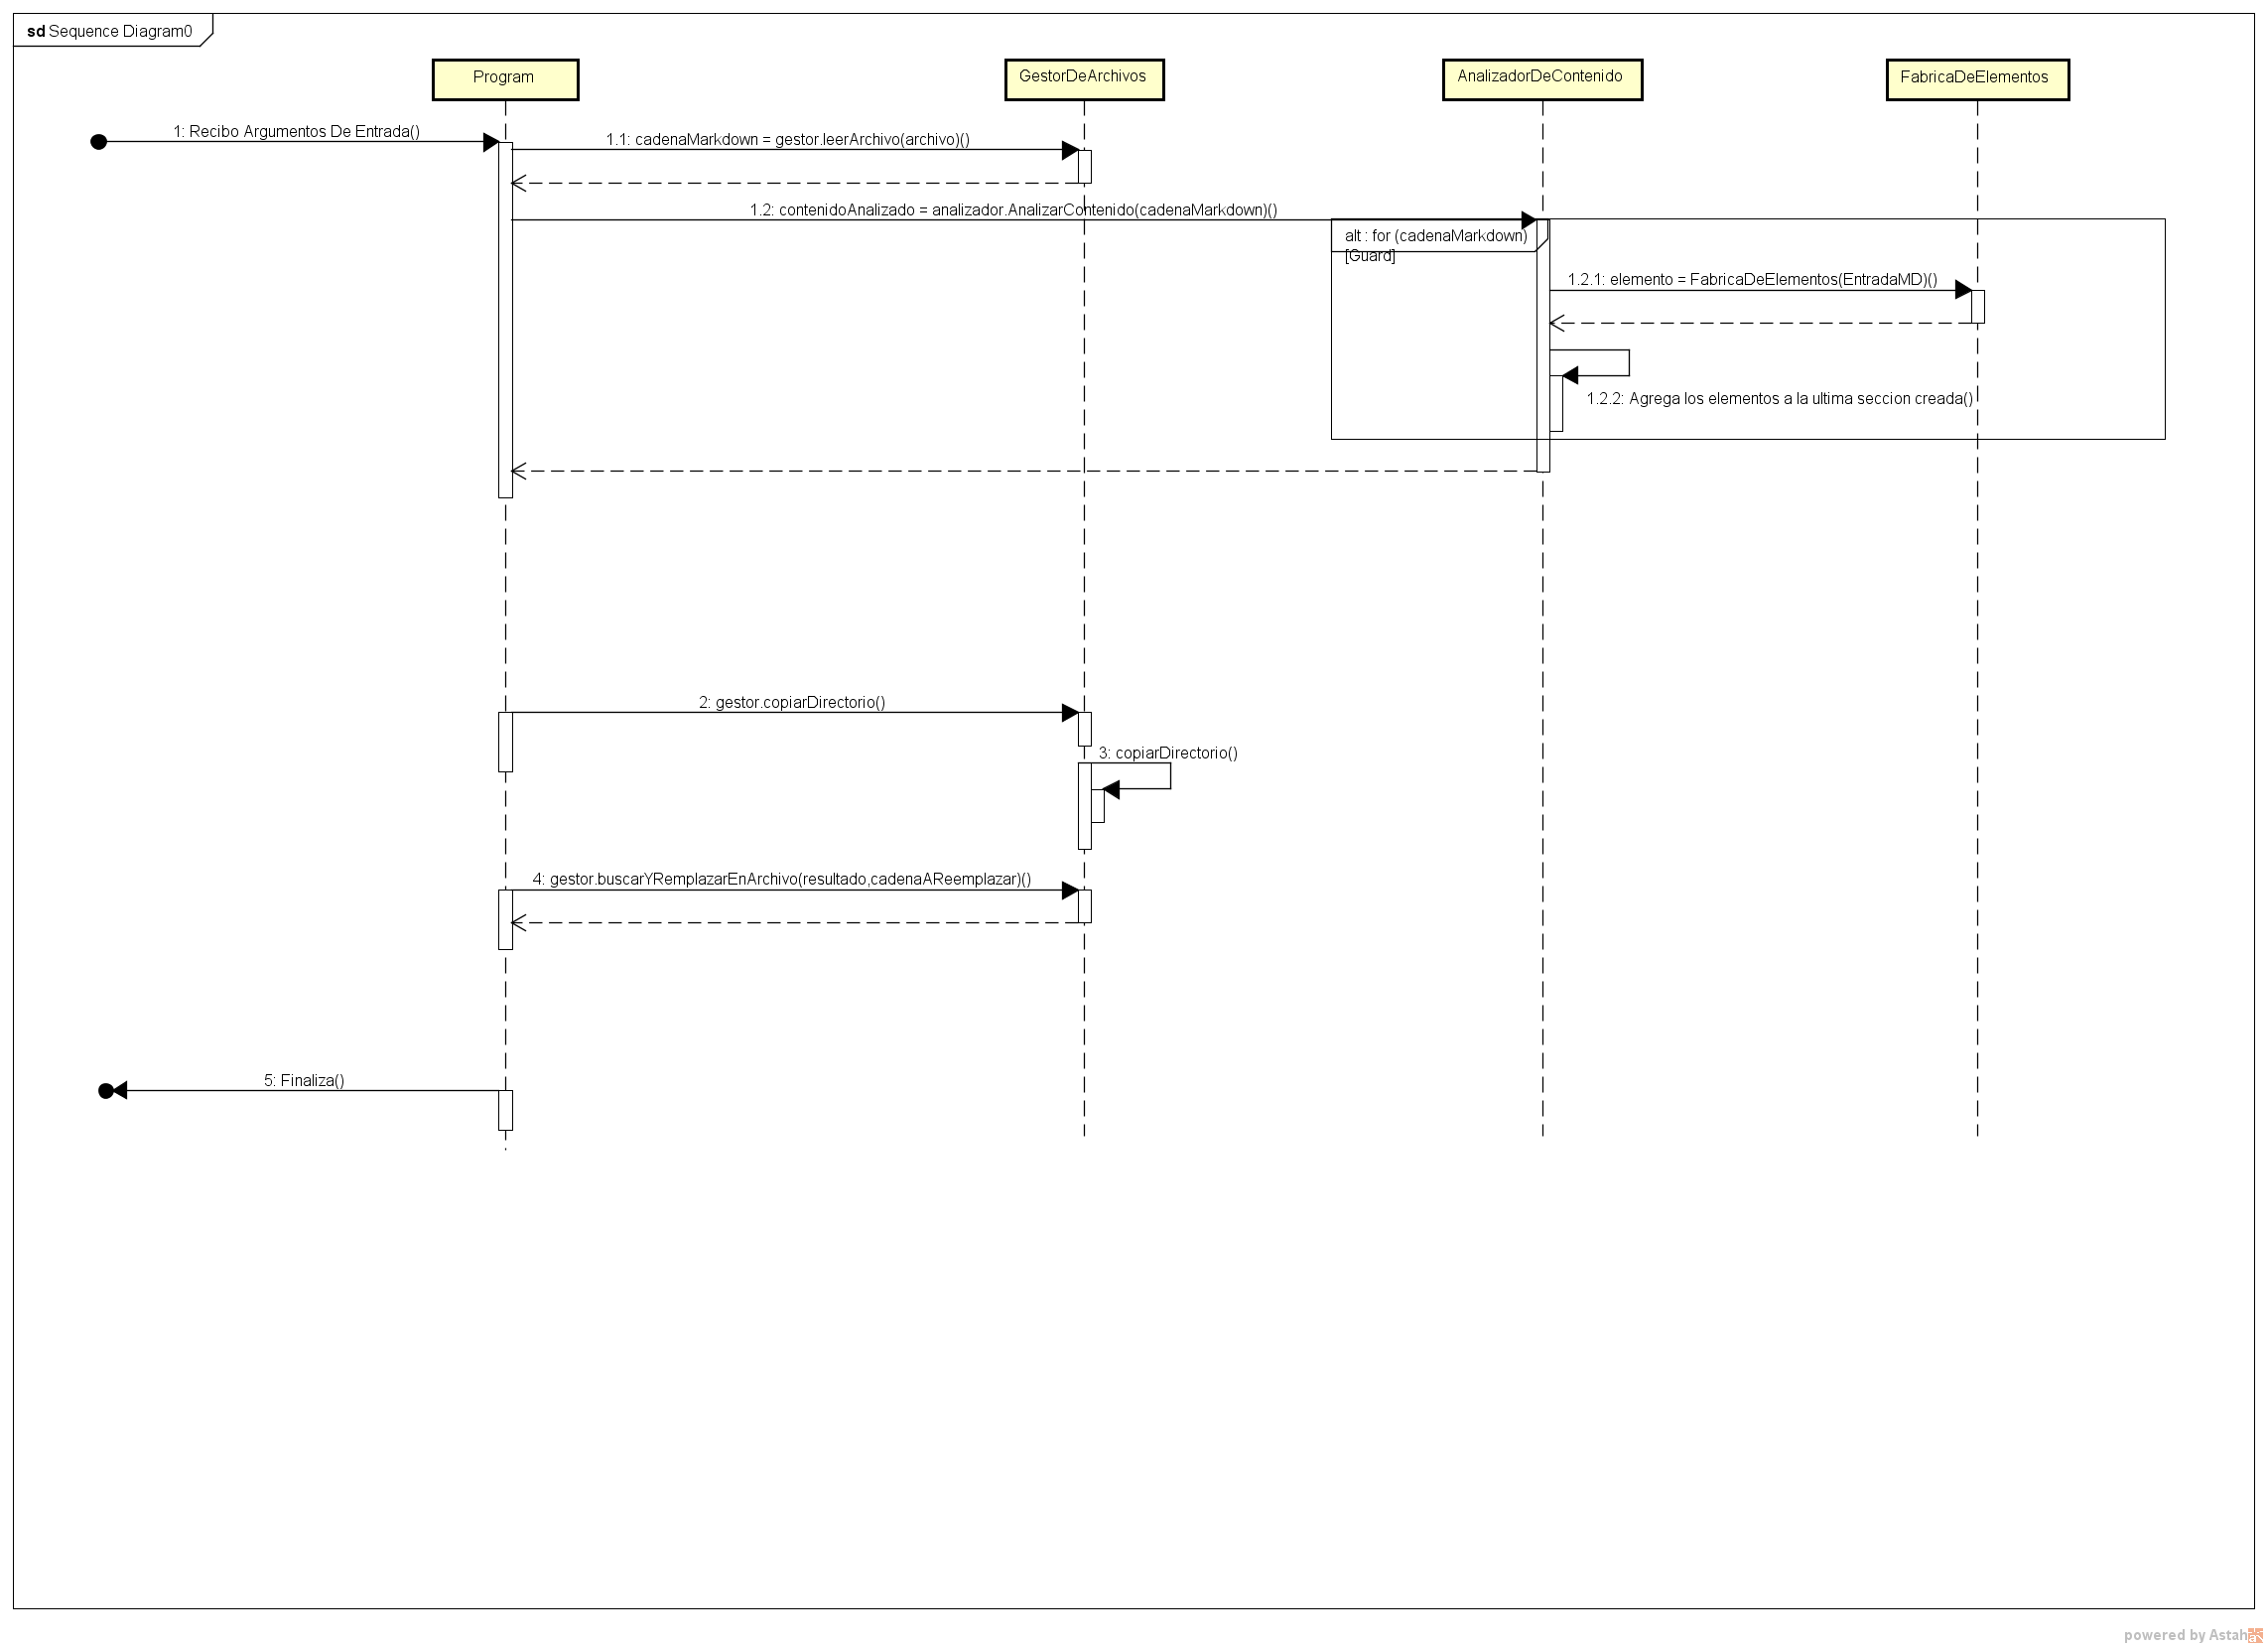 sd Sequence Diagram0
Program
GestorDeArchivos
AnalizadorDeContenido
FabricaDeElementos
1: Recibo Argumentos De Entrada()
1.1: cadenaMarkdown = gestor.leerArchivo(archivo)()
1.2: contenidoAnalizado = analizador.AnalizarContenido(cadenaMarkdown)()
alt : for (cadenaMarkdown)
[Guard]
1.2.1: elemento = FabricaDeElementos(EntradaMD)()
1.2.2: Agrega los elementos a la ultima seccion creada()
2: gestor.copiarDirectorio()
3: copiarDirectorio()
4: gestor.buscarYRemplazarEnArchivo(resultado,cadenaAReemplazar)()
5: Finaliza()
powered by Astah